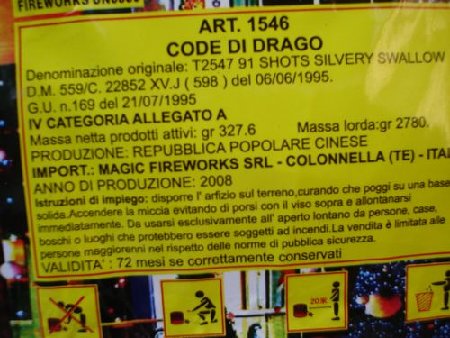 FIREWORKS
ART. 1546
CODE DI DRAGO
Denominazione originale: T2547 91 SHOTS SILVERY SWALLOW
D.M. 559/C. 22852 XV.J ( 598 ) del 06/06/1995.
G.U. n.169 del 21/07/1995
IV CATEGORIA ALLEGATO A
Massa netta prodotti attivi: gr 327.6 Massa lorda:gr 2780.
PRODUZIONE: REPUBBLICA POPOLARE CINESE
IMPORT.: MAGIC FIREWORKS SRL - COLONNELLA (TE) - ITAL
ANNO DI PRODUZIONE: 2008
Istruzioni di impiego: disporre l' arfizio sul terreno,curando che poggi su una base
solida.Accendere la miccia evitando di porsi con il viso sopra e allontanarsi
immediatamente. Da usarsi esclusivamente all' aperto lontano da persone, case,
boschi o luoghi che protebbero essere soggetti ad incendi.La vendita è limitata alle
persone maggiorenni nel rispetto delle norme di pubblica sicurezza.
VALIDITA' : 72 mesi se correttamente conservati
20米